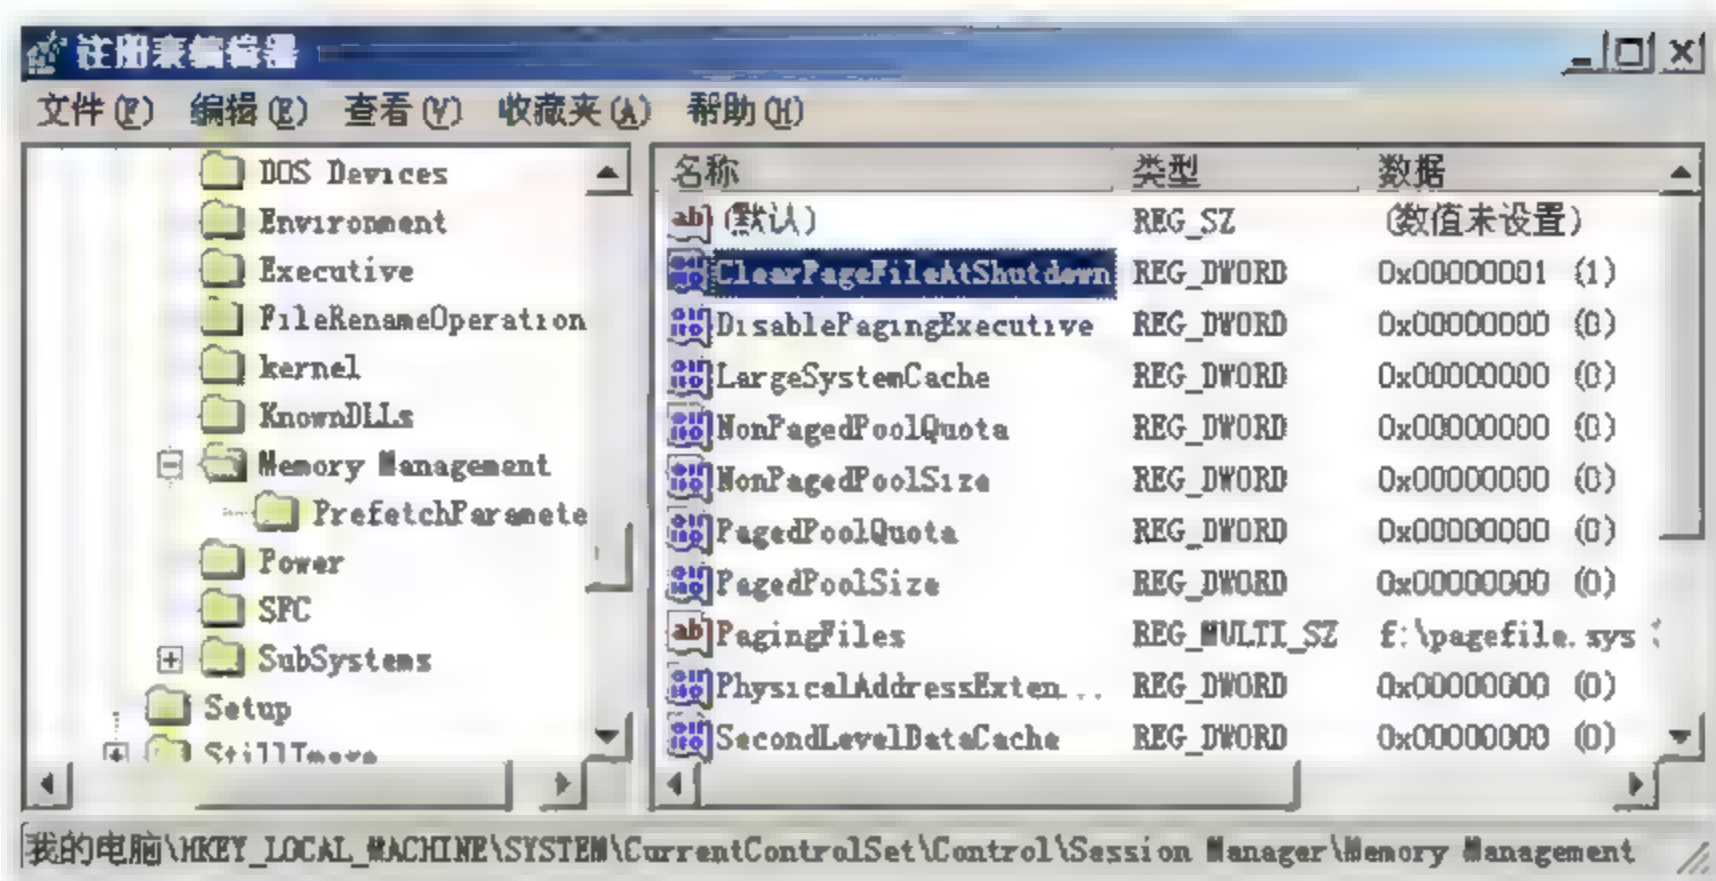 注册表编辑器
文件(F) 编辑(E) 查看(V) 收藏夹(A) 帮助(H)
DOS Devices
Environment
Executive
FileRenameOperation
kernel
KnownDLLs
Memory Management
PrefetchParamete
Power
SPC
SubSystems
Setup
StillImage
名称 类型 数据
(默认) REG_SZ (数值未设置)
ClearPageFileAtShutdown REG_DWORD 0x00000001 (1)
DisablePagingExecutive REG_DWORD 0x00000000 (0)
LargeSystemCache REG_DWORD 0x00000000 (0)
NonPagedPoolQuota REG_DWORD 0x00000000 (0)
NonPagedPoolSize REG_DWORD 0x00000000 (0)
PagedPoolQuota REG_DWORD 0x00000000 (0)
PagedPoolSize REG_DWORD 0x00000000 (0)
PagingFiles REG_MULTI_SZ f:\pagefile.sys
PhysicalAddressExten... REG_DWORD 0x00000000 (0)
SecondLevelDataCache REG_DWORD 0x00000000 (0)
我的电脑\HKEY_LOCAL_MACHINE\SYSTEM\CurrentControlSet\Control\Session Manager\Memory Management